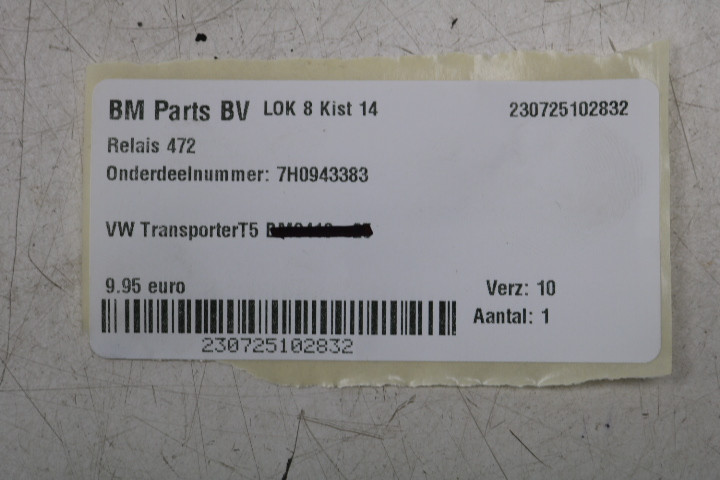 BM Parts BV LOK 8 Kist 14 230725102832
Relais 472
Onderdeelnummer: 7H0943383
VW TransporterT5
9.95 euro Verz: 10
Aantal: 1
230725102832